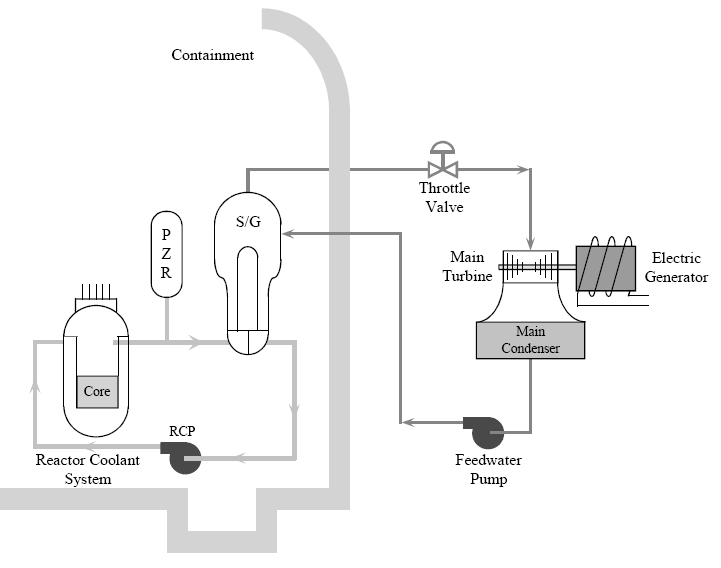 Containment
Throttle
Valve
S/G
P
Z
R
Main
Turbine
Electric
Generator
Main
Condenser
Core
RCP
Reactor Coolant
System
Feedwater
Pump